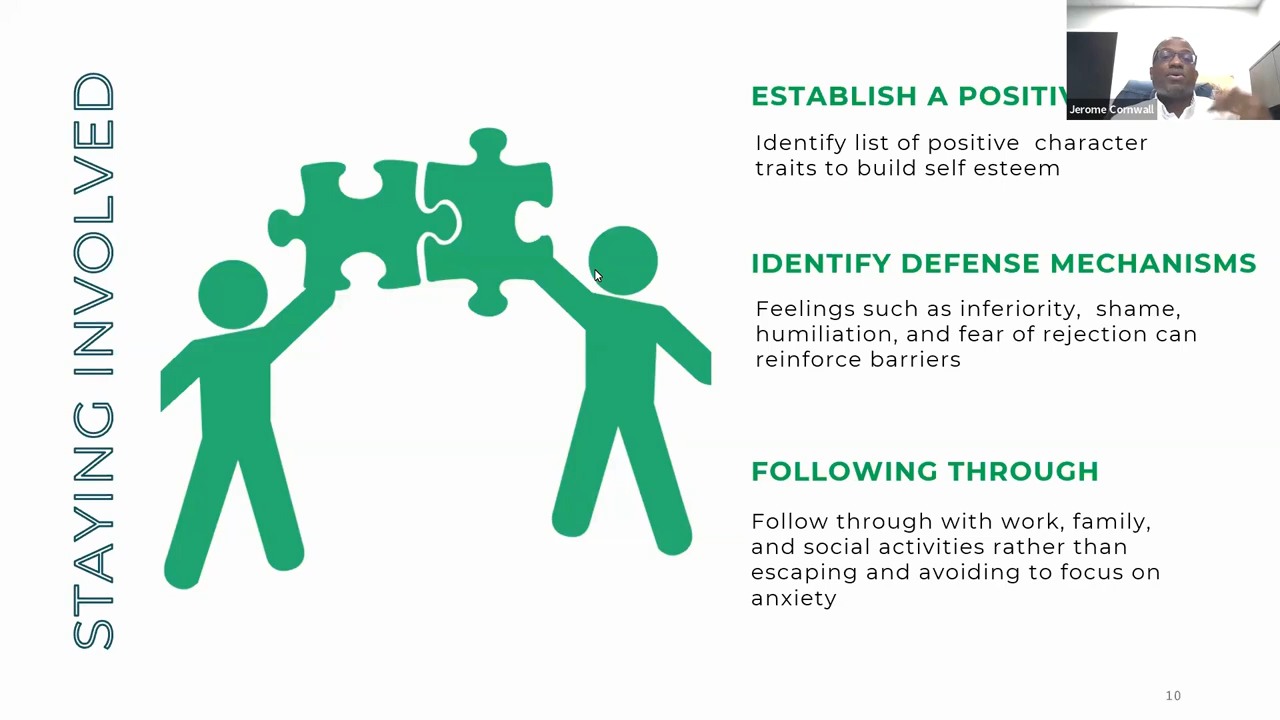 STAYING INVOLVED
ESTABLISH A
Identify list of positive character
traits to build self esteem
IDENTIFY DEFENSE MECHANISMS
Feelings such as inferiority, shame,
humiliation, and fear of rejection can
reinforce barriers
FOLLOWING THROUGH
Follow through with work, family,
and social activities rather than
escaping and avoiding to focus on
anxiety
Jerome Cornwall
10